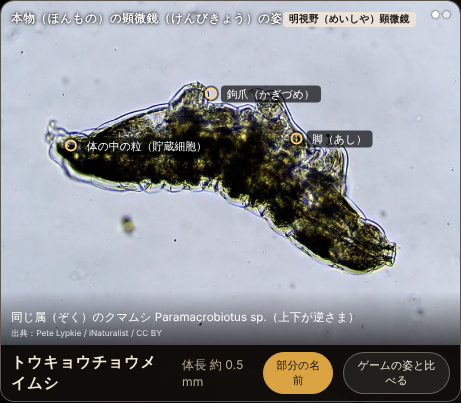 本物（ほんもの）の顕微鏡（けんびきょう）の姿
明視野（めいしや）顕微鏡
鉤爪（かぎづめ）
脚（あし）
体の中の粒（貯蔵細胞）
同じ属（ぞく）のクマムシ Paramacrobiotus sp.（上下が逆さま）
出典：Pete Lypkie / iNaturalist / CC BY
トウキョウチョウメ
イムシ
体長 約 0.5
mm
部分の名
前
ゲームの姿と比
べる